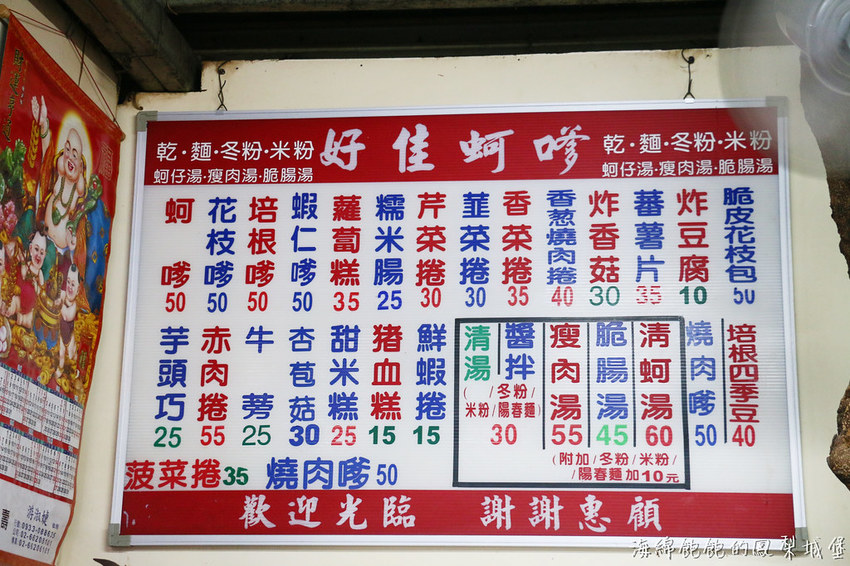 乾·麵·冬粉·米粉
蚵仔湯·瘦肉湯·脆腸湯
好佳蚵嗲
乾·麵·冬粉·米粉
蚵仔湯·瘦肉湯·脆腸湯
蚵嗲 50
花枝嗲 50
培根嗲 50
蝦仁嗲 50
蘿蔔糕 35
糯米腸 25
芹菜捲 30
韮菜捲 30
香菜捲 35
香葱燒肉捲 40
炸香菇 30
蕃薯片 35
炸豆腐 10
脆皮花枝包 50
芋頭巧 25
赤肉捲 55
牛蒡 25
杏苞菇 30
甜米糕 25
猪血糕 15
鮮蝦捲 15
清湯
醬拌
( /冬粉/
米粉/陽春麵)
30
瘦肉湯 55
脆腸湯 45
清蚵湯 60
(附加/冬粉/米粉/
/陽春麵加10元
燒肉嗲 50
培根四季豆 40
菠菜捲 35
燒肉嗲 50
歡迎光臨 謝謝惠顧
海綿飽飽的鳳梨城堡